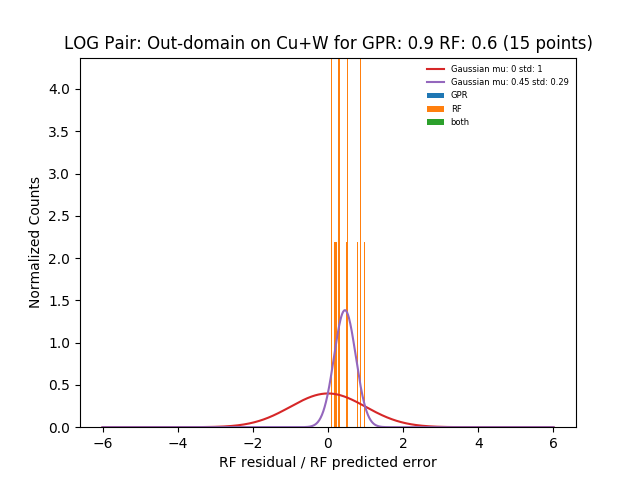 LOG Pair: Out-domain on Cu+W for GPR: 0.9 RF: 0.6 (15 points)
Gaussian mu: 0 std: 1
Gaussian mu: 0.45 std: 0.29
GPR
RF
both
Normalized Counts
4.0
3.5
3.0
2.5
2.0
1.5
1.0
0.5
0.0
−6 −4 −2 0 2 4 6
RF residual / RF predicted error